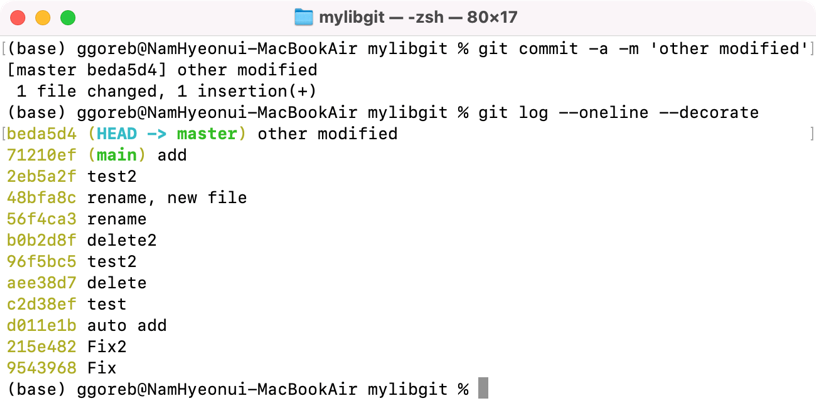 mylibgit — -zsh — 80×17
(base) ggoreb@NamHyeonui-MacBookAir mylibgit % git commit -a -m 'other modified'
[master beda5d4] other modified
 1 file changed, 1 insertion(+)
(base) ggoreb@NamHyeonui-MacBookAir mylibgit % git log --oneline --decorate
beda5d4 (HEAD -> master) other modified
71210ef (main) add
2eb5a2f test2
48bfa8c rename, new file
56f4ca3 rename
b0b2d8f delete2
96f5bc5 test2
aee38d7 delete
c2d38ef test
d011e1b auto add
215e482 Fix2
9543968 Fix
(base) ggoreb@NamHyeonui-MacBookAir mylibgit %